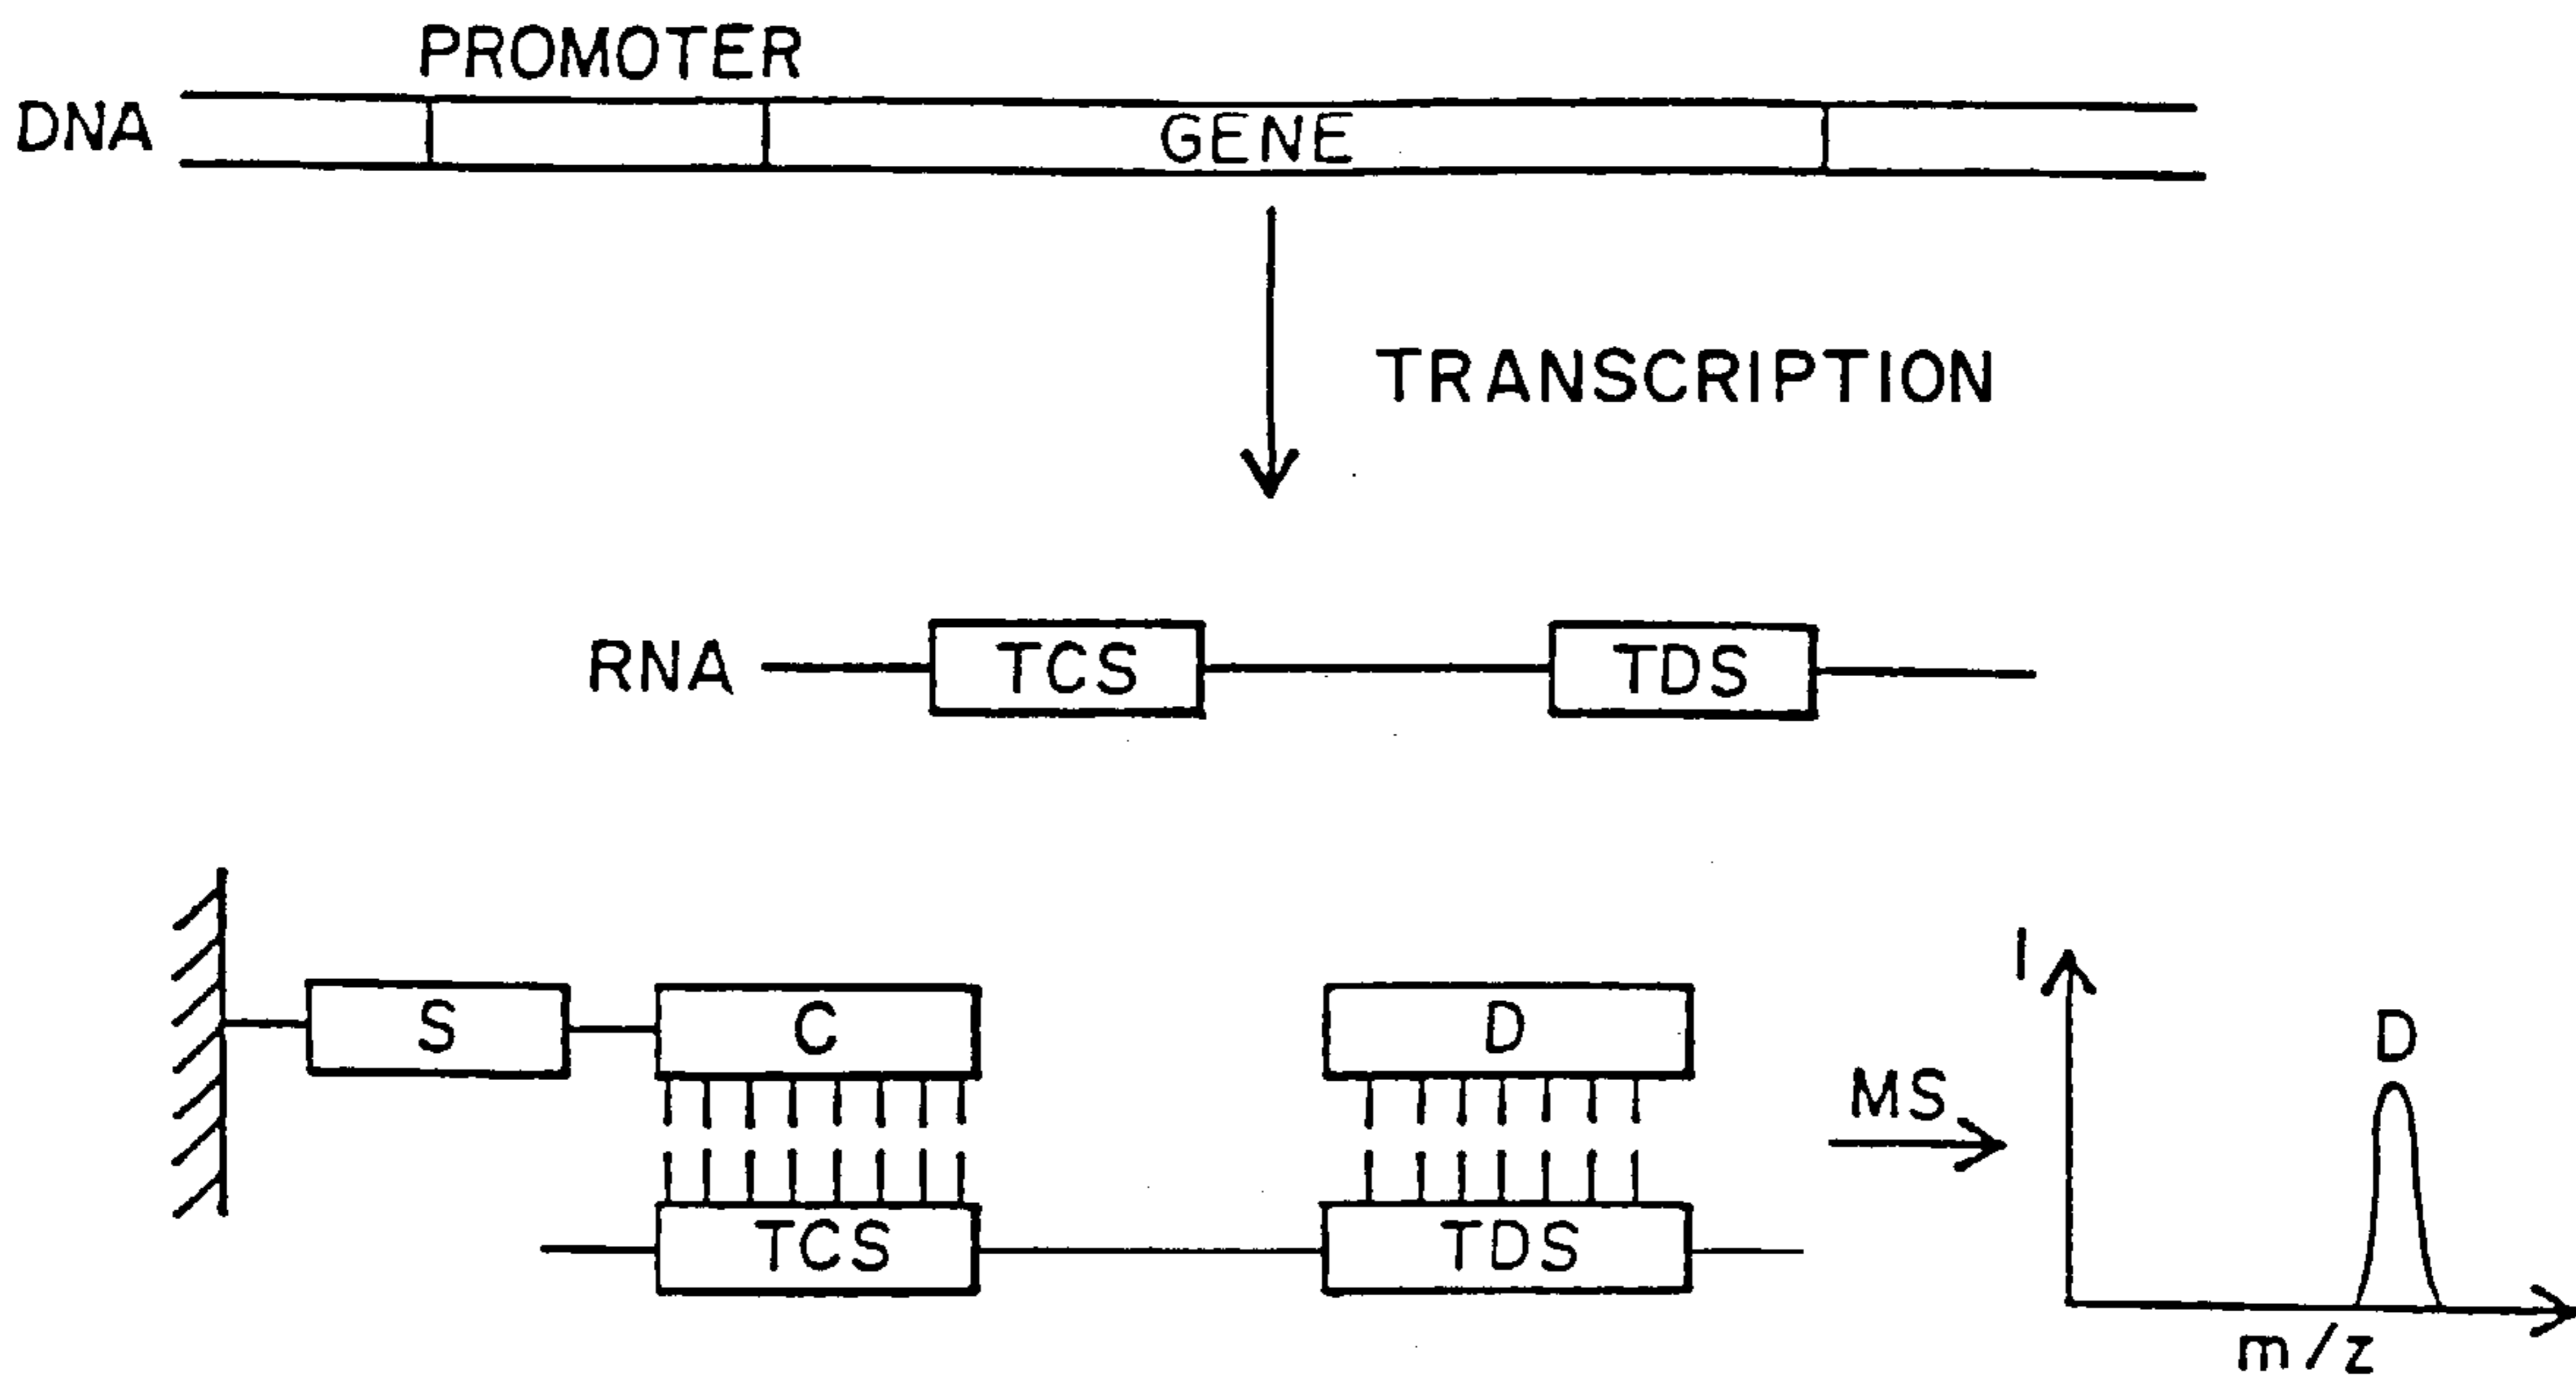 PROMOTER
DNA
GENE
TRANSCRIPTION
RNA
TCS
TDS
S
C
D
TCS
TDS
MS
I
D
m/z